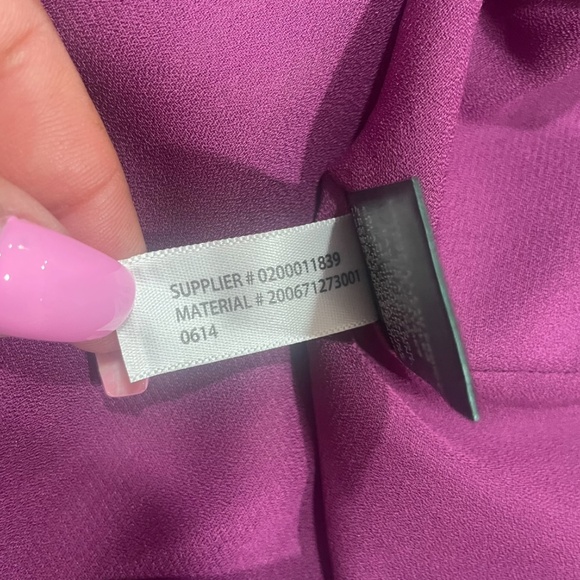 SUPPLIER # 0200011839
MATERIAL # 200671273001
0614